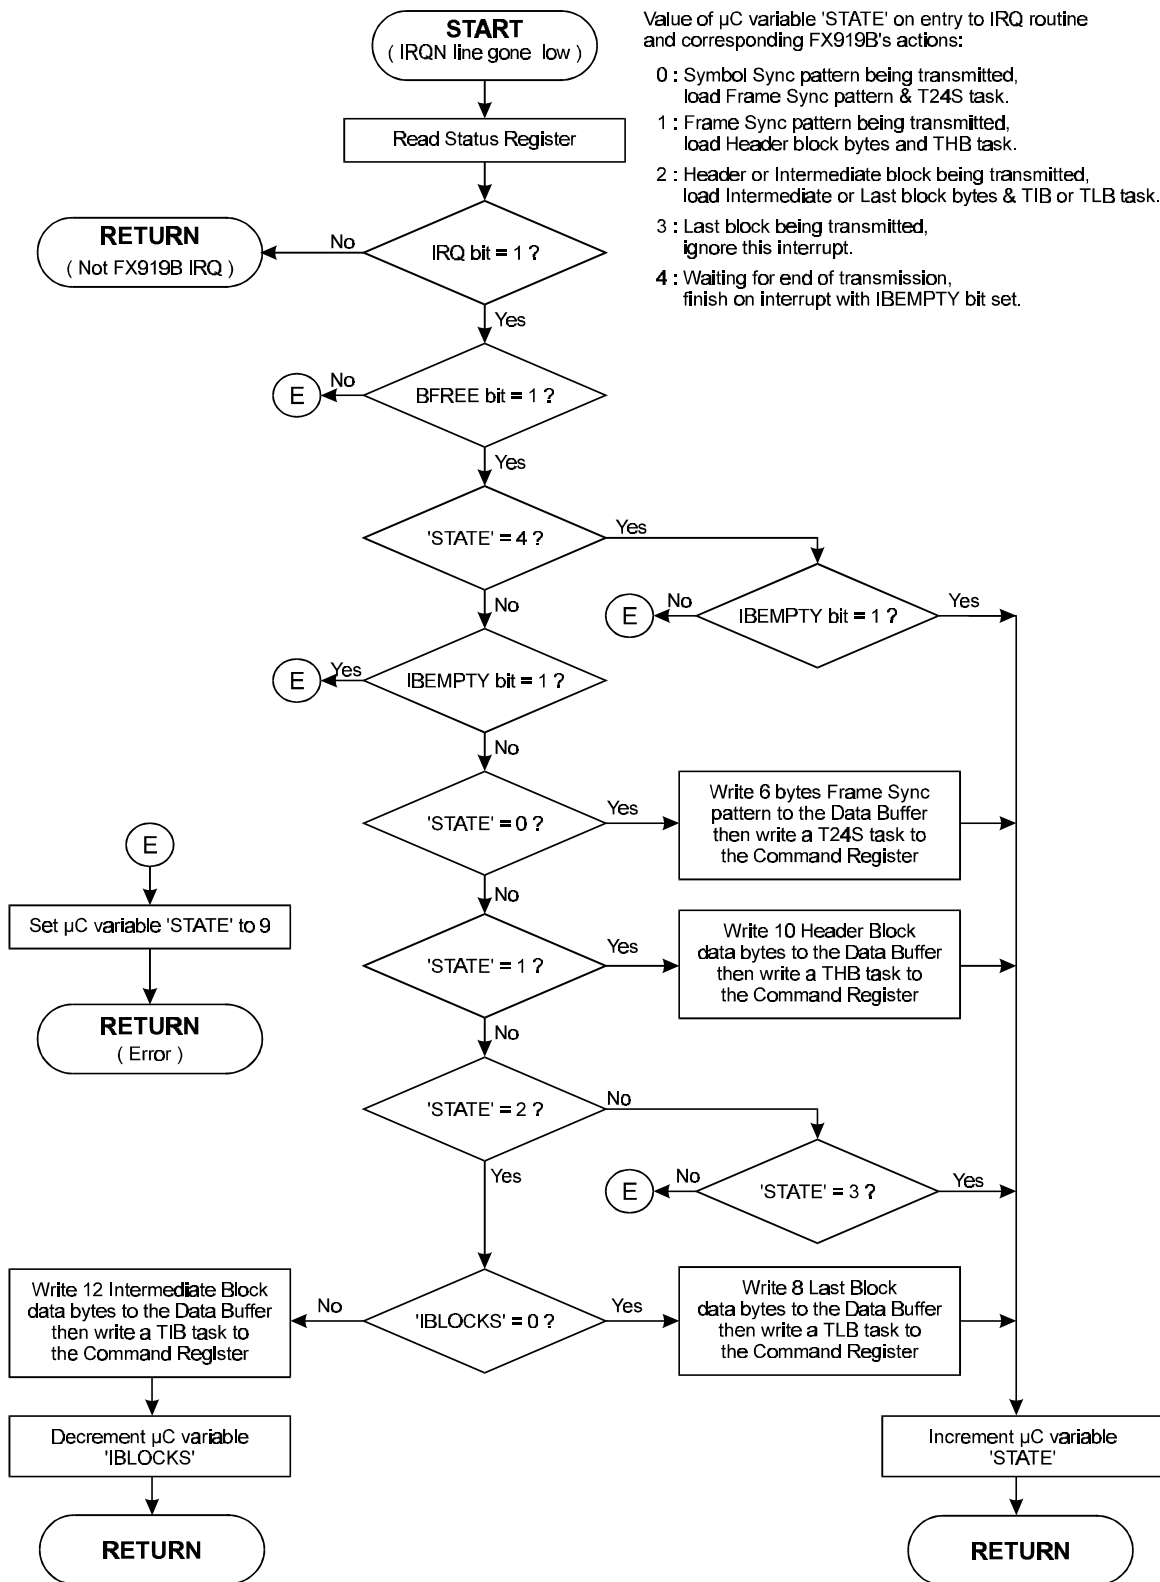 START
( IRQN line gone low )
Value of µC variable 'STATE' on entry to IRQ routine
and corresponding FX919B's actions:
0 : Symbol Sync pattern being transmitted,
load Frame Sync pattern & T24S task.
1 : Frame Sync pattern being transmitted,
load Header block bytes and THB task.
2 : Header or Intermediate block being transmitted,
load Intermediate or Last block bytes & TIB or TLB task.
3 : Last block being transmitted,
ignore this interrupt.
4 : Waiting for end of transmission,
finish on interrupt with IBEMPTY bit set.
Read Status Register
RETURN
( Not FX919B IRQ )
No
IRQ bit = 1 ?
Yes
E
No
BFREE bit = 1 ?
Yes
'STATE' = 4 ?
Yes
No
E
No
IBEMPTY bit = 1 ?
Yes
E
Yes
IBEMPTY bit = 1 ?
No
'STATE' = 0 ?
Yes
Write 6 bytes Frame Sync
pattern to the Data Buffer
then write a T24S task to
the Command Register
No
E
Set µC variable 'STATE' to 9
RETURN
( Error )
'STATE' = 1 ?
Yes
Write 10 Header Block
data bytes to the Data Buffer
then write a THB task to
the Command Register
No
'STATE' = 2 ?
No
Yes
E
No
'STATE' = 3 ?
Yes
Write 12 Intermediate Block
data bytes to the Data Buffer
then write a TIB task to
the Command Register
No
'IBLOCKS' = 0 ?
Yes
Write 8 Last Block
data bytes to the Data Buffer
then write a TLB task to
the Command Register
Decrement µC variable
'IBLOCKS'
Increment µC variable
'STATE'
RETURN
RETURN